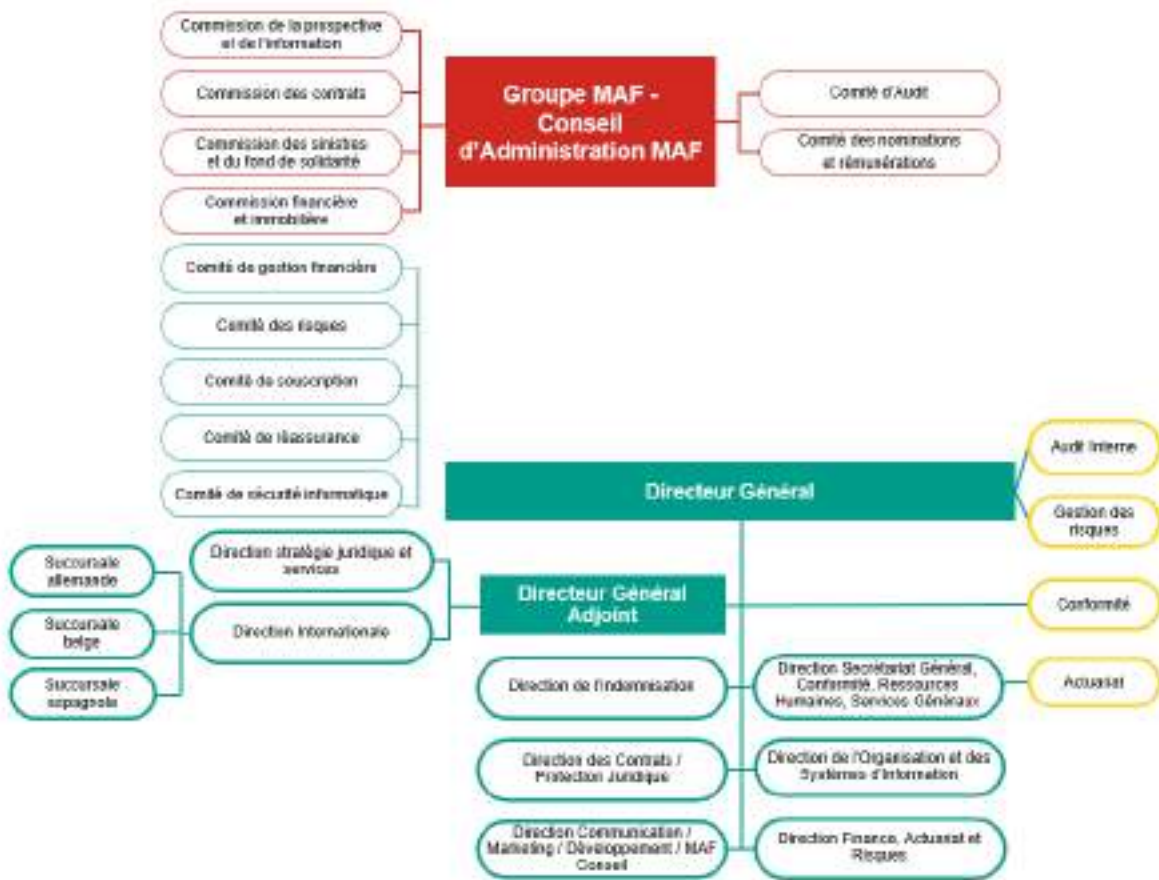 Commission de la prospective
et de l'information
Commission des contrats
Commission des sinistres
et du fond de solidarité
Commission financière
et immobilière
Groupe MAF -
Conseil
d'Administration MAF
Comité d'Audit
Comité des nominations
et rémunérations
Comité de gestion financière
Comité des risques
Comité de souscription
Comité de réassurance
Comité de sécurité informatique
Directeur Général
Audit Interne
Gestion des
risques
Succursale
allemande
Succursale
belge
Succursale
espagnole
Direction stratégie juridique et
services
Direction Internationale
Directeur Général
Adjoint
Conformité
Direction de l'Indemnisation
Direction Secrétariat Général,
Conformité, Ressources
Humaines, Services Généraux
Actuariat
Direction des Contrats /
Protection Juridique
Direction de l'Organisation et des
Systèmes d'Information
Direction Communication /
Marketing / Développement / MAF
Conseil
Direction Finance, Actuariat et
Risques